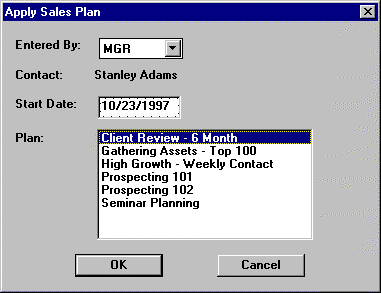 Apply Sales Plan
Entered By: MGR
Contact: Stanley Adams
Start Date: 10/23/1997
Plan: Client Review - 6 Month
Gathering Assets - Top 100
High Growth - Weekly Contact
Prospecting 101
Prospecting 102
Seminar Planning
OK Cancel